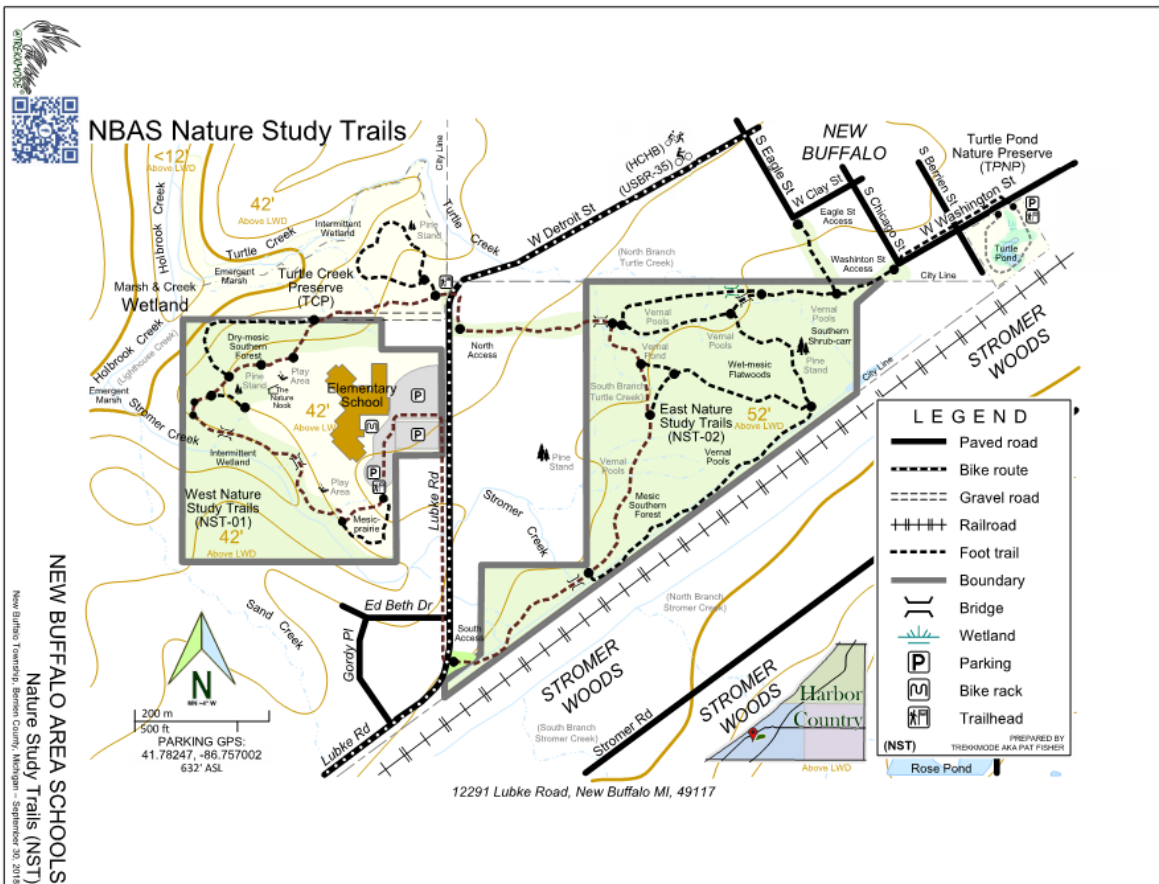 @TREKKMODE
NBAS Nature Study Trails
<12'
Above LWD
42'
Above LWD
Holbrook Creek
City Line
Turtle Creek
Intermittent
Wetland
Pine
Stand
Turtle Creek
Emergent
Marsh
Turtle Creek
Preserve
(TCP)
Marsh & Creek
Wetland
Holbrook Creek
(Lighthouse Creek)
Emergent
Marsh
Stromer Creek
Dry-mesic
Southern
Forest
Pine
Stand
Play
Area
The
Nature
Nook
Elementary
School
42'
Above LWD
P
P
P
Intermittent
Wetland
Play
Area
West Nature
Study Trails
(NST-01)
42'
Above LWD
Mesic-
prairie
Lubke Rd
W Detroit St
(HCHB)
(USBR-35)
NEW
BUFFALO
S Eagle St
W Clay St
Eagle St
Access
S Chicago St
S Berrien St
W Washington St
Turtle Pond
Nature Preserve
(TPNP)
P
Turtle
Pond
Washinton St
Access
City Line
(North Branch
Turtle Creek)
North
Access
Vernal
Pools
Vernal
Pools
Southern
Shrub-carr
Vernal
Pond
Vernal
Pools
Pine
Stand
Wet-mesic
Flatwoods
(South Branch
Turtle Creek)
East Nature
Study Trails
(NST-02)
52'
Above LWD
Vernal
Pools
Vernal
Pools
Pine
Stand
Mesic
Southern
Forest
Stromer
Creek
City Line
STROMER
WOODS
South
Access
Ed Beth Dr
Gordy Pl
Lubke Rd
Sand
Creek
(North Branch
Stromer Creek)
STROMER
WOODS
(South Branch
Stromer Creek)
Stromer Rd
STROMER
WOODS
Harbor
Country
Above LWD
N
MN ~4° W
200 m
500 ft
PARKING GPS:
41.78247, -86.757002
632' ASL
LEGEND
Paved road
Bike route
Gravel road
Railroad
Foot trail
Boundary
Bridge
Wetland
P Parking
Bike rack
Trailhead
(NST)
PREPARED BY
TREKKMODE AKA PAT FISHER
Rose Pond
12291 Lubke Road, New Buffalo MI, 49117
NEW BUFFALO AREA SCHOOLS
Nature Study Trails (NST)
New Buffalo Township, Berrien County, Michigan – September 30, 2018